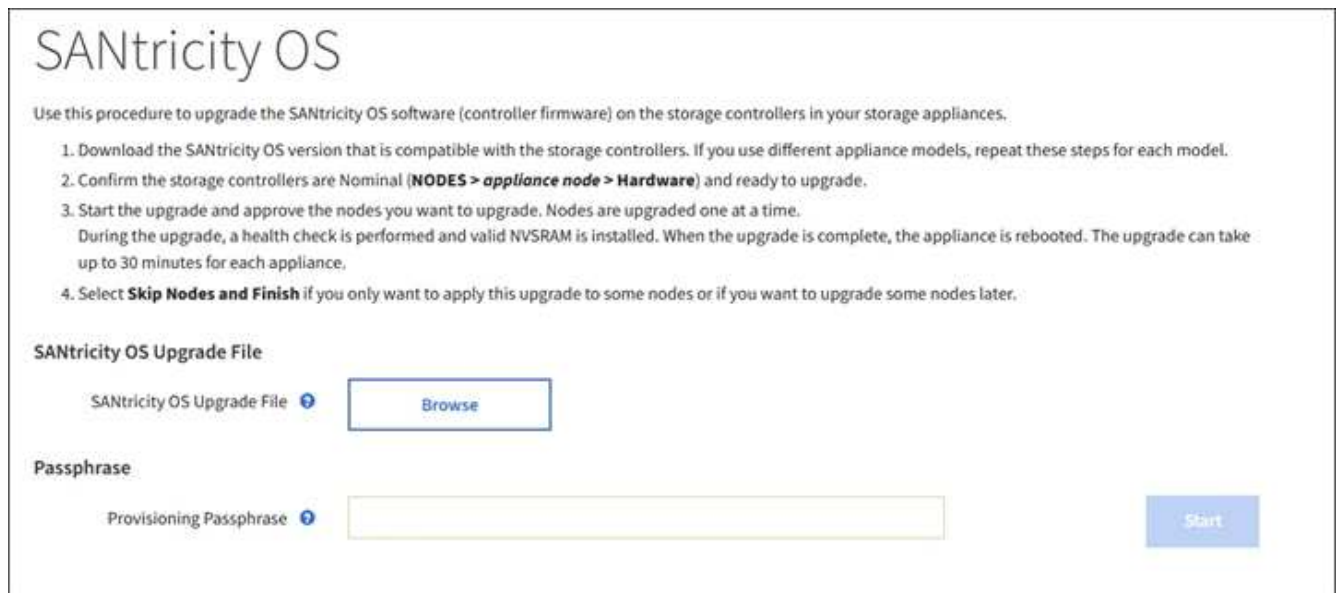 SANtricity OS
Use this procedure to upgrade the SANtricity OS software (controller firmware) on the storage controllers in your storage appliances.
1. Download the SANtricity OS version that is compatible with the storage controllers. If you use different appliance models, repeat these steps for each model.
2. Confirm the storage controllers are Nominal (NODES > appliance node > Hardware) and ready to upgrade.
3. Start the upgrade and approve the nodes you want to upgrade. Nodes are upgraded one at a time.
During the upgrade, a health check is performed and valid NVSRAM is installed. When the upgrade is complete, the appliance is rebooted. The upgrade can take
up to 30 minutes for each appliance.
4. Select Skip Nodes and Finish if you only want to apply this upgrade to some nodes or if you want to upgrade some nodes later.
SANtricity OS Upgrade File
SANtricity OS Upgrade File ? Browse
Passphrase
Provisioning Passphrase ? Start